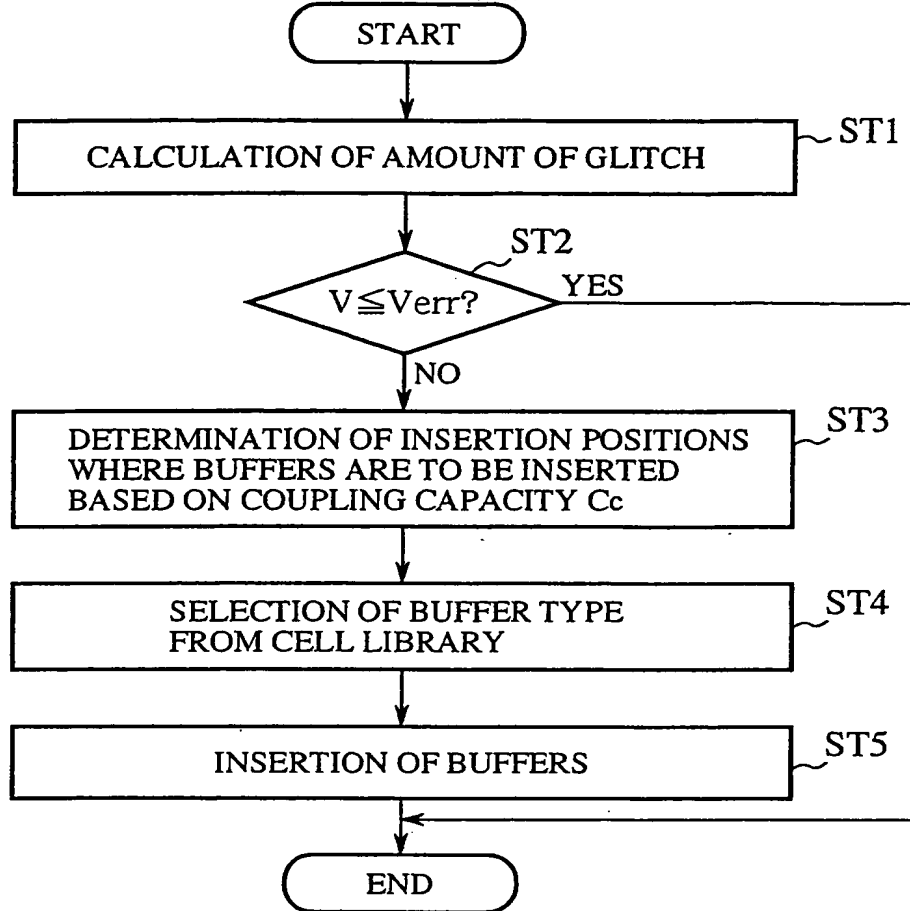 START
CALCULATION OF AMOUNT OF GLITCH
ST1
ST2
V≦Verr?
YES
NO
DETERMINATION OF INSERTION POSITIONS
WHERE BUFFERS ARE TO BE INSERTED
BASED ON COUPLING CAPACITY Cc
ST3
SELECTION OF BUFFER TYPE
FROM CELL LIBRARY
ST4
INSERTION OF BUFFERS
ST5
END